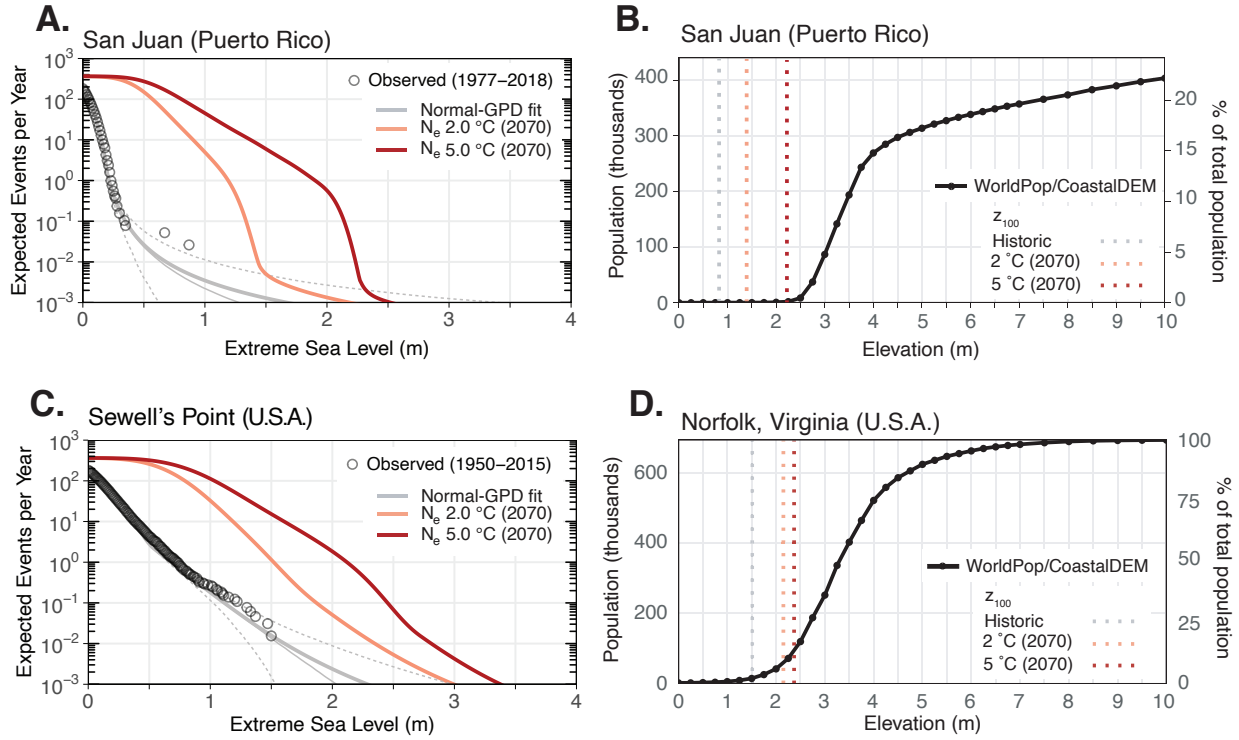 A.
San Juan (Puerto Rico)
Expected Events per Year
10³
10²
10¹
10⁰
10⁻¹
10⁻²
10⁻³
Observed (1977–2018)
Normal-GPD fit
Nₑ 2.0 °C (2070)
Nₑ 5.0 °C (2070)
0 1 2 3 4
Extreme Sea Level (m)
B.
San Juan (Puerto Rico)
Population (thousands)
400
300
200
100
0
20
15
10
5
0
% of total population
WorldPop/CoastalDEM
z₁₀₀
Historic
2 °C (2070)
5 °C (2070)
0 1 2 3 4 5 6 7 8 9 10
Elevation (m)
C.
Sewell's Point (U.S.A.)
Expected Events per Year
10³
10²
10¹
10⁰
10⁻¹
10⁻²
10⁻³
Observed (1950–2015)
Normal-GPD fit
Nₑ 2.0 °C (2070)
Nₑ 5.0 °C (2070)
0 1 2 3 4
Extreme Sea Level (m)
D.
Norfolk, Virginia (U.S.A.)
Population (thousands)
600
400
200
0
100
75
50
25
0
% of total population
WorldPop/CoastalDEM
z₁₀₀
Historic
2 °C (2070)
5 °C (2070)
0 1 2 3 4 5 6 7 8 9 10
Elevation (m)